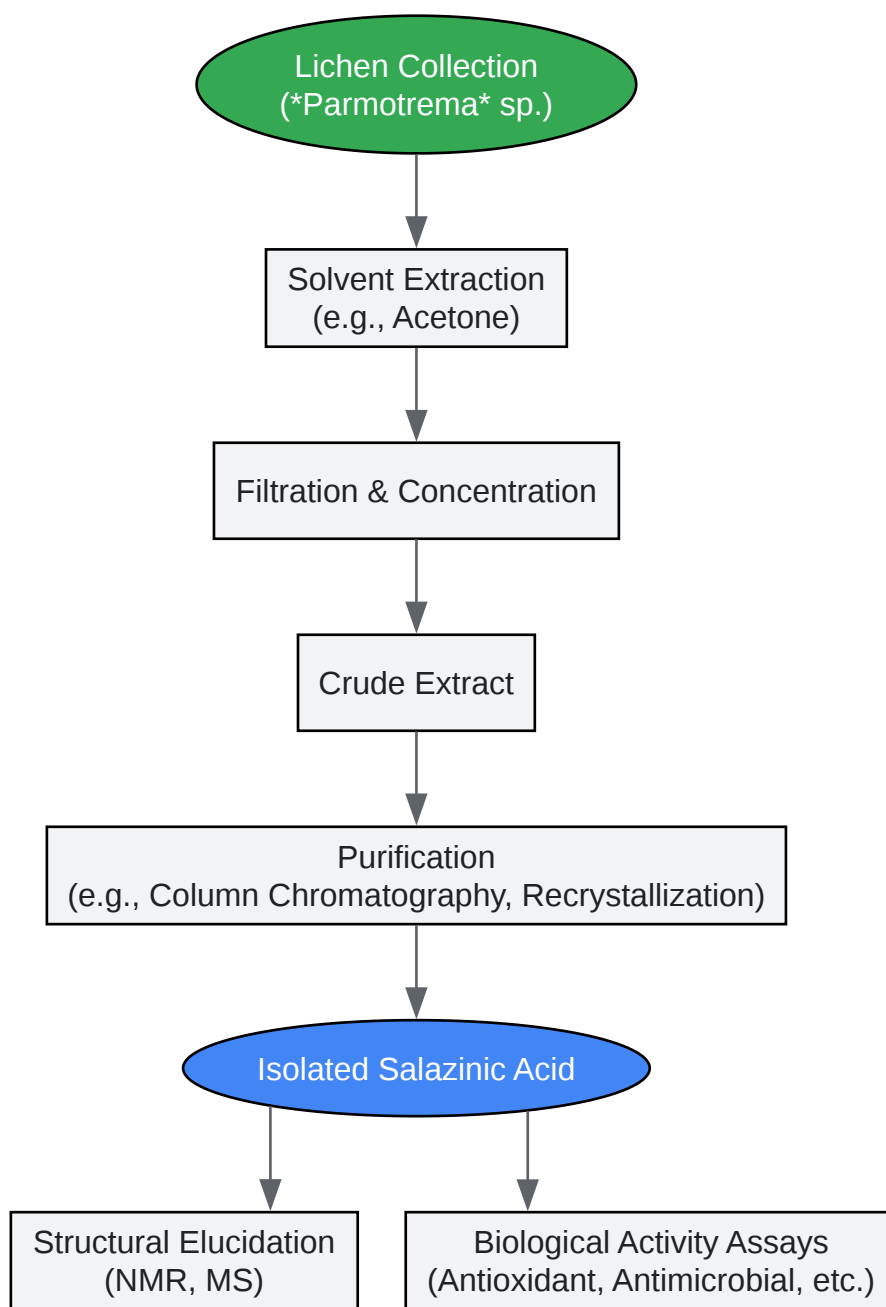 Lichen Collection
(*Parmotrema* sp.)
Solvent Extraction
(e.g., Acetone)
Filtration & Concentration
Crude Extract
Purification
(e.g., Column Chromatography, Recrystallization)
Isolated Salazinic Acid
Structural Elucidation
(NMR, MS)
Biological Activity Assays
(Antioxidant, Antimicrobial, etc.)